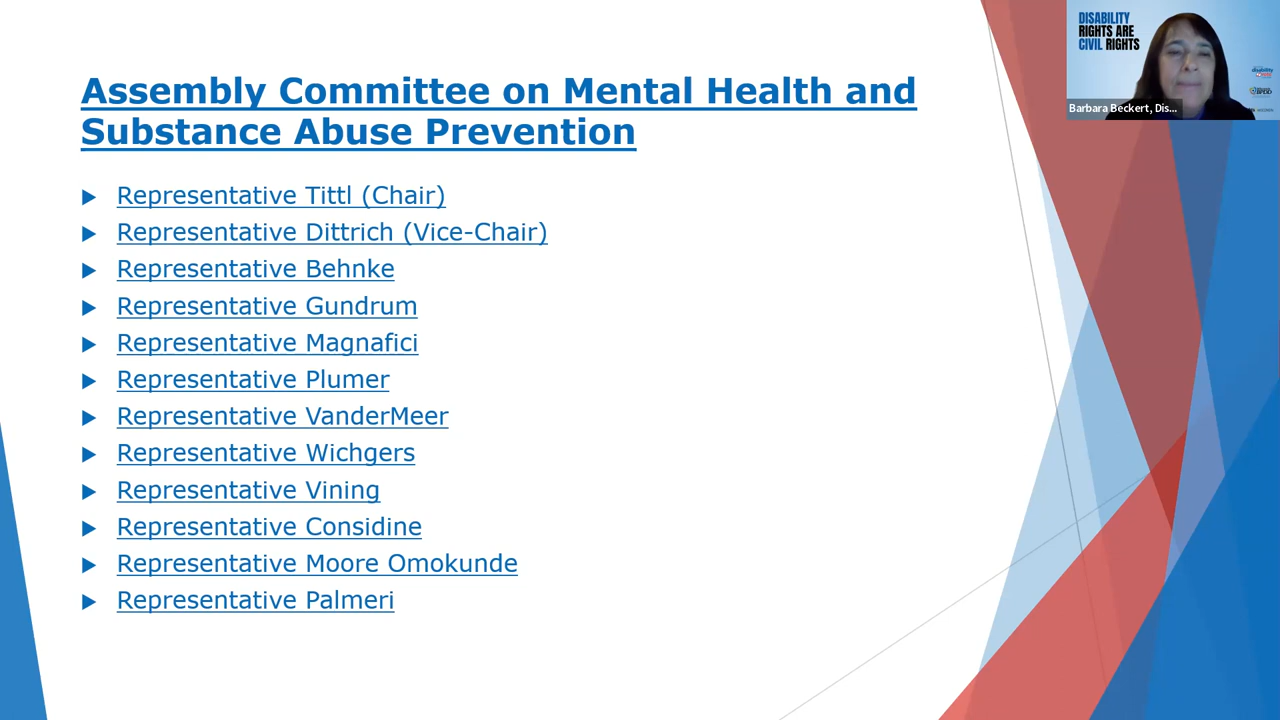 Assembly Committee on Mental Health and
Substance Abuse Prevention
Representative Tittl (Chair)
Representative Dittrich (Vice-Chair)
Representative Behnke
Representative Gundrum
Representative Magnafici
Representative Plumer
Representative VanderMeer
Representative Wichgers
Representative Vining
Representative Considine
Representative Moore Omokunde
Representative Palmeri
DISABILITY
RIGHTS ARE
CIVIL RIGHTS
Barbara Beckert, Dis...